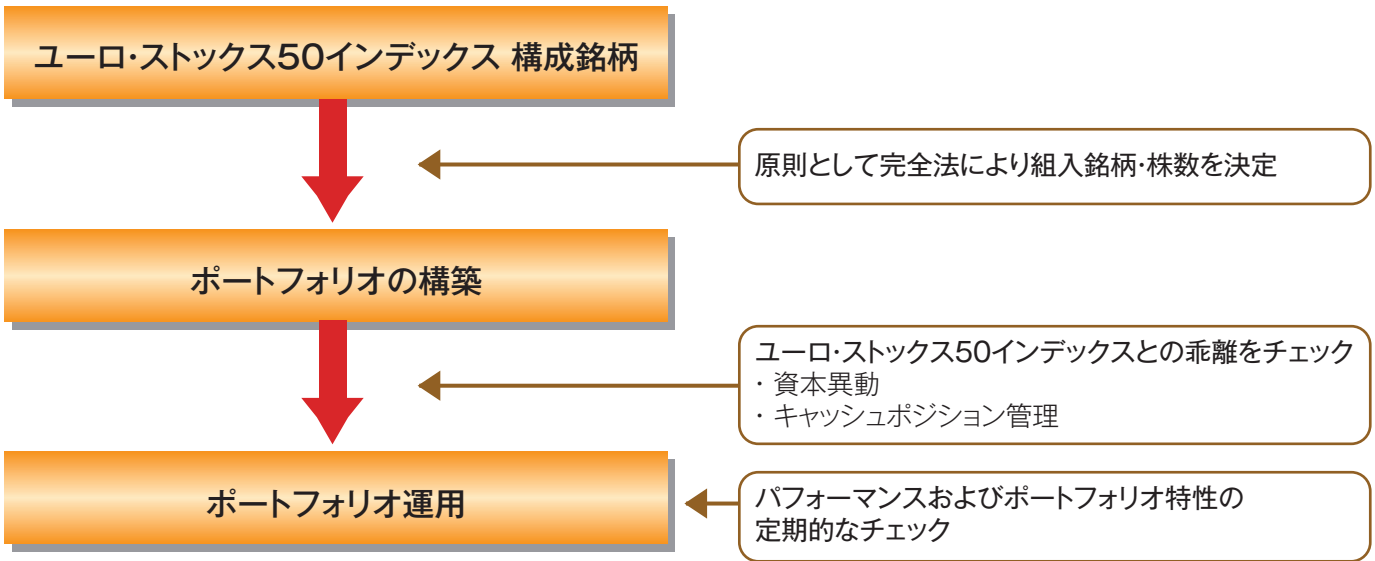 ユーロ・ストックス50インデックス 構成銘柄
原則として完全法により組入銘柄・株数を決定
ポートフォリオの構築
ユーロ・ストックス50インデックスとの乖離をチェック
・ 資本異動
・ キャッシュポジション管理
ポートフォリオ運用
パフォーマンスおよびポートフォリオ特性の
定期的なチェック